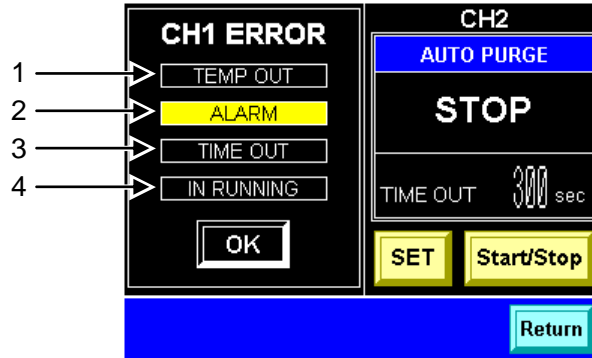 CH1 ERROR
1
TEMP OUT
2
ALARM
3
TIME OUT
4
IN RUNNING
OK
CH2
AUTO PURGE
STOP
TIME OUT 300 sec
SET
Start/Stop
Return